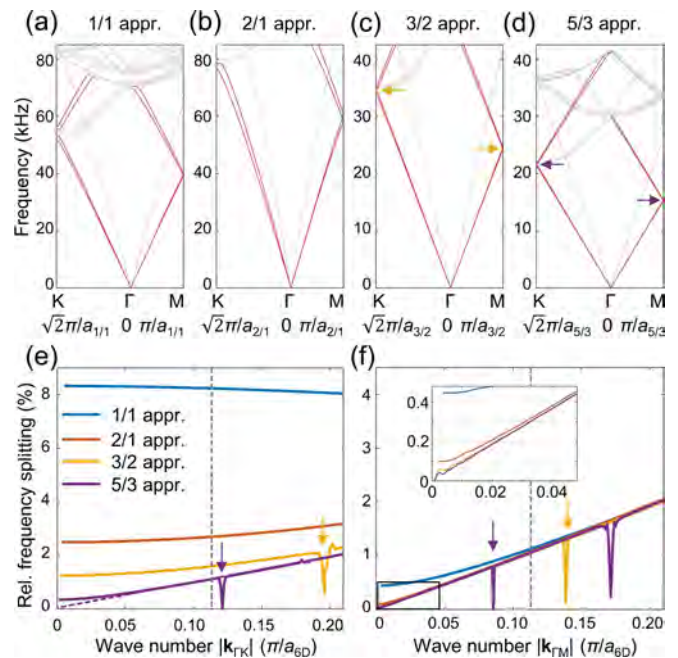 (a) 1/1 appr. (b) 2/1 appr. (c) 3/2 appr. (d) 5/3 appr.
Frequency (kHz)
80 80 40 40
60 60 30 30
40 40 20 20
20 20 10 10
0 0 0 0
K Γ M K Γ M K Γ M K Γ M
√2π/a1/1 0 π/a1/1 √2π/a2/1 0 π/a2/1 √2π/a3/2 0 π/a3/2 √2π/a5/3 0 π/a5/3
(e)
Rel. frequency splitting (%)
8
6
4
2
0
1/1 appr.
2/1 appr.
3/2 appr.
5/3 appr.
0 0.05 0.10 0.15 0.20
Wave number |kΓK| (π/a6D)
(f)
4
3
2
1
0
0.4
0.2
0
0 0.02 0.04
0 0.05 0.10 0.15 0.20
Wave number |kΓM| (π/a6D)